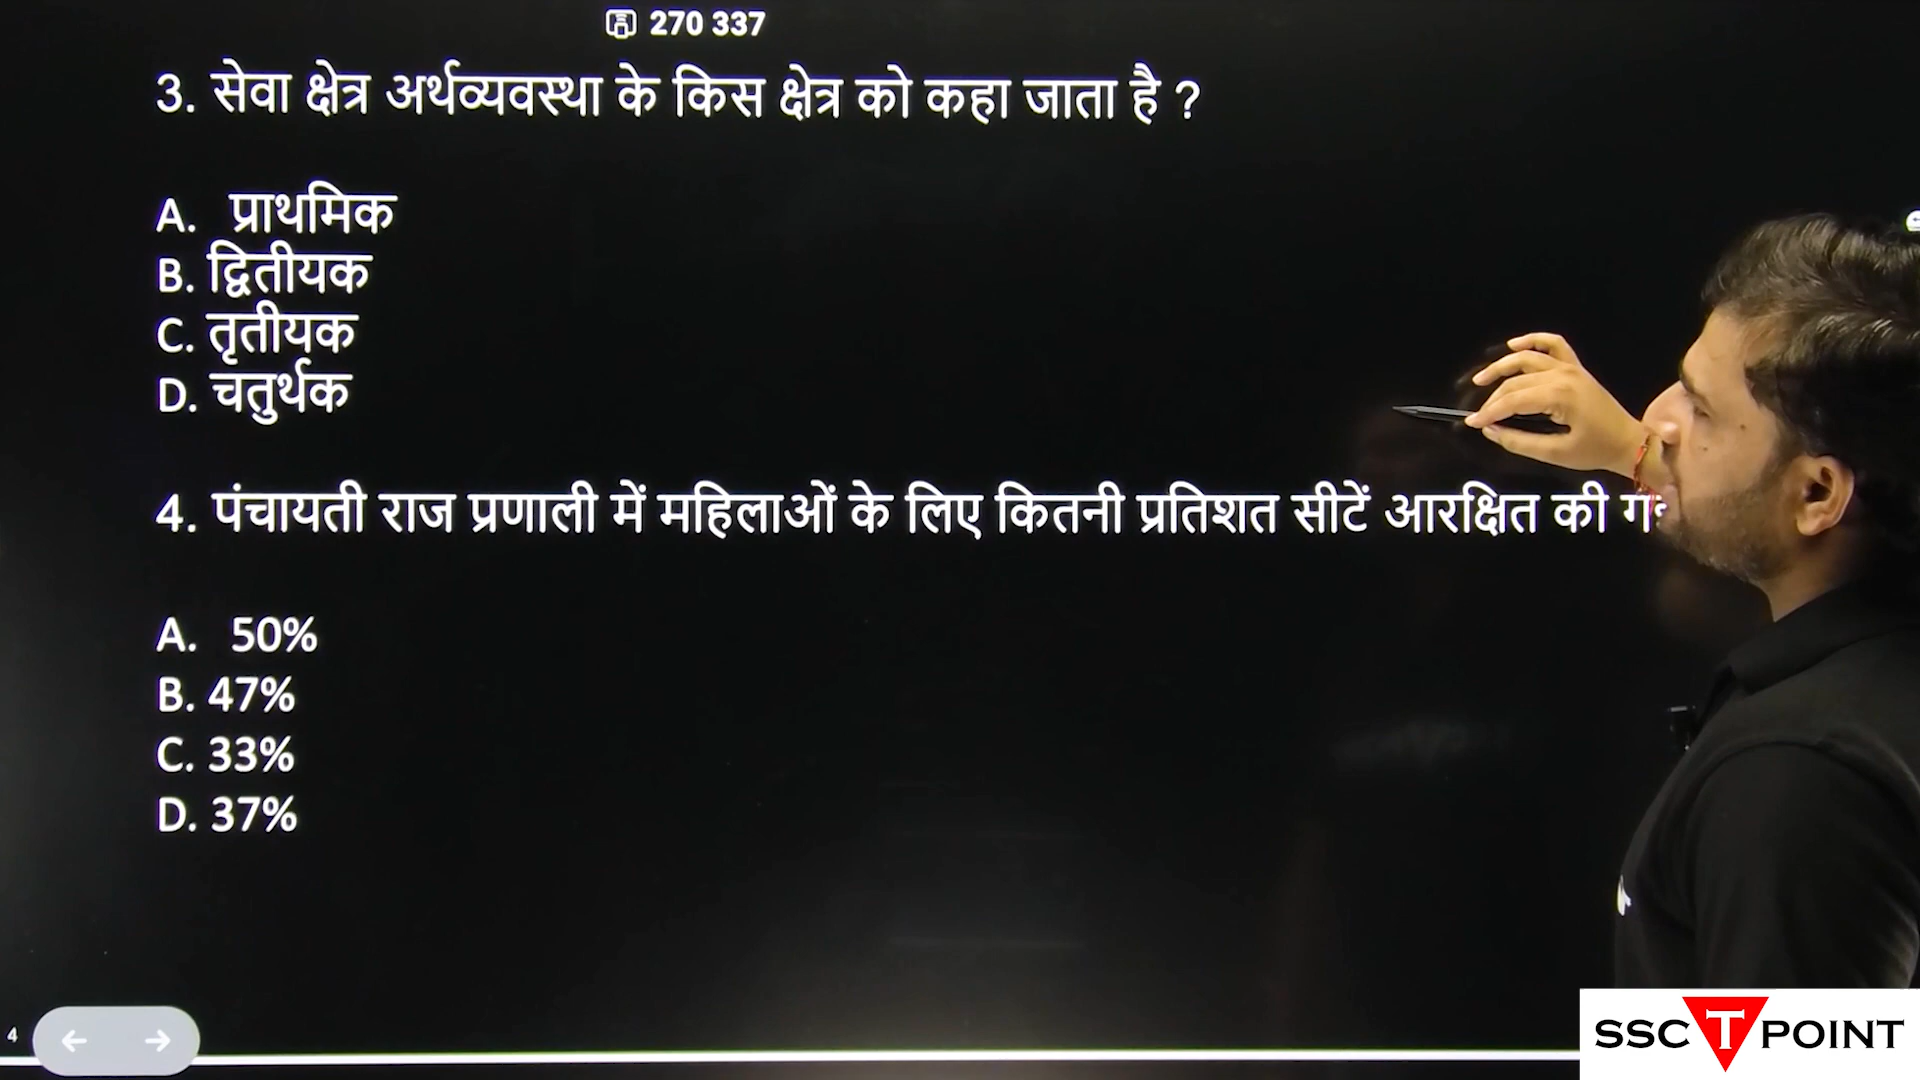 270 337
3. सेवा क्षेत्र अर्थव्यवस्था के किस क्षेत्र को कहा जाता है ?
A. प्राथमिक
B. द्वितीयक
C. तृतीयक
D. चतुर्थक
4. पंचायती राज प्रणाली में महिलाओं के लिए कितनी प्रतिशत सीटें आरक्षित की
A. 50%
B. 47%
C. 33%
D. 37%
4
SSC T POINT